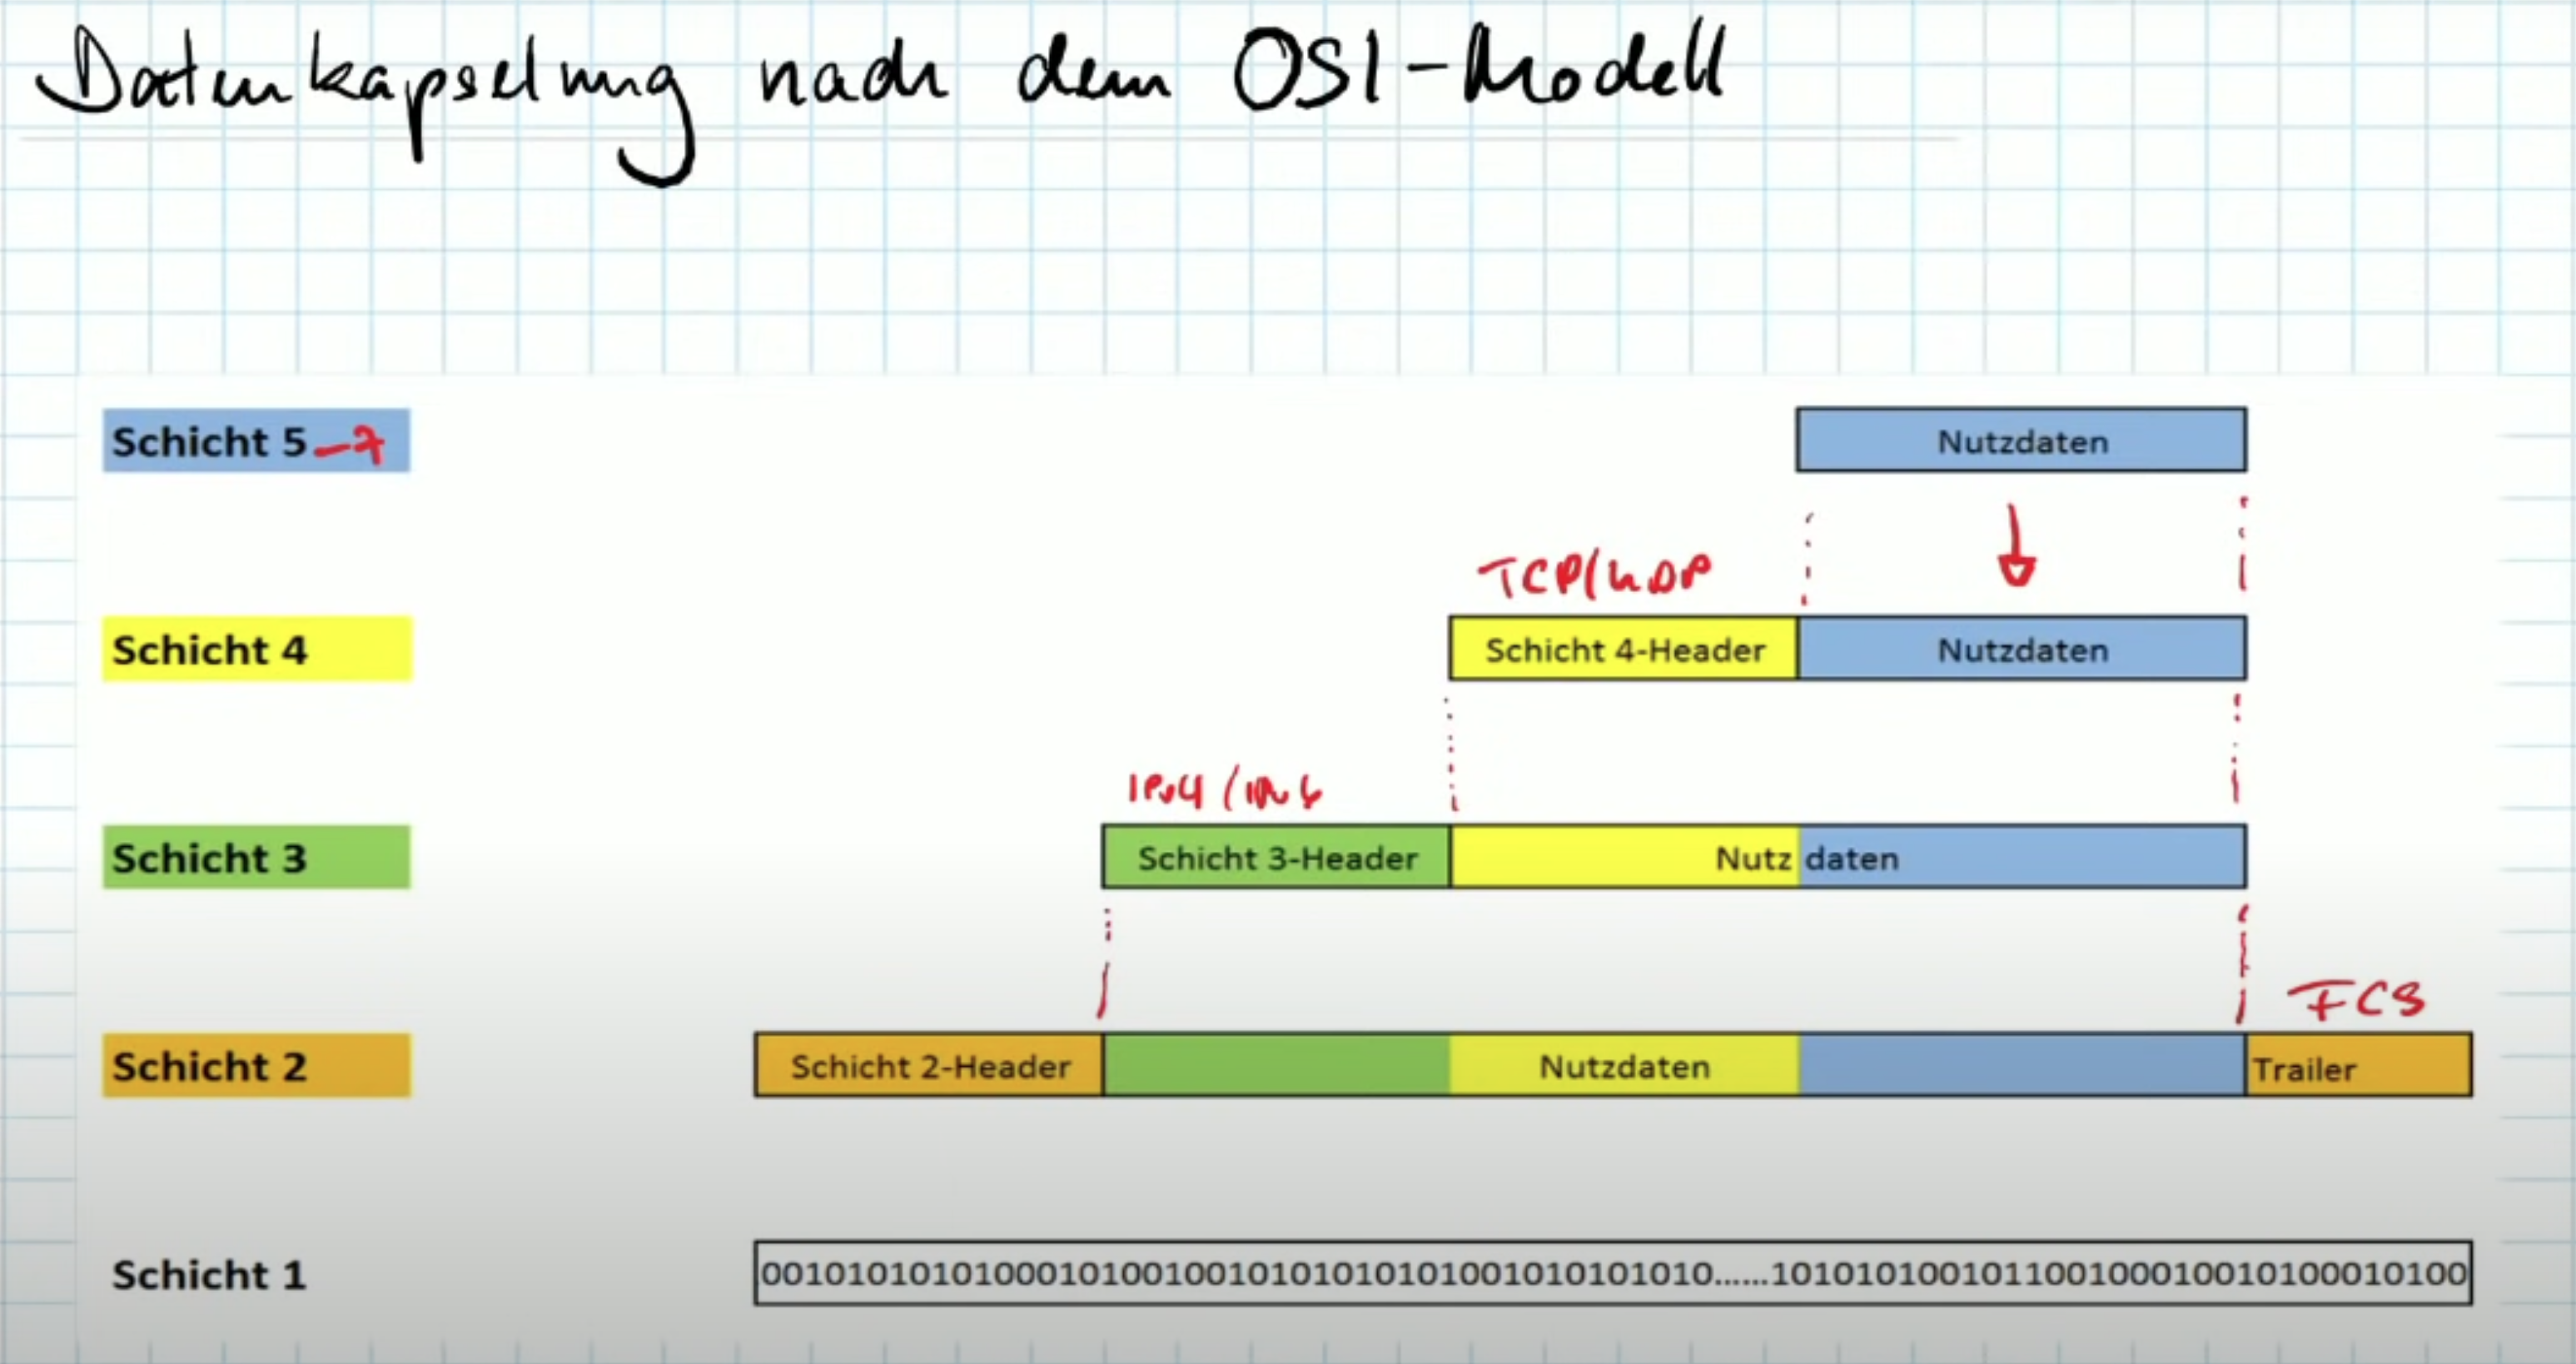 Datenkapselung nach dem OSI-Modell
Schicht 5-7
Nutzdaten
TCP/UDP
Schicht 4
Schicht 4-Header
Nutzdaten
IPv4/IPv6
Schicht 3
Schicht 3-Header
Nutz daten
FCS
Schicht 2
Schicht 2-Header
Nutzdaten
Trailer
Schicht 1
001010101010001010010010101010101001010101010......101010100101100100010010100010100